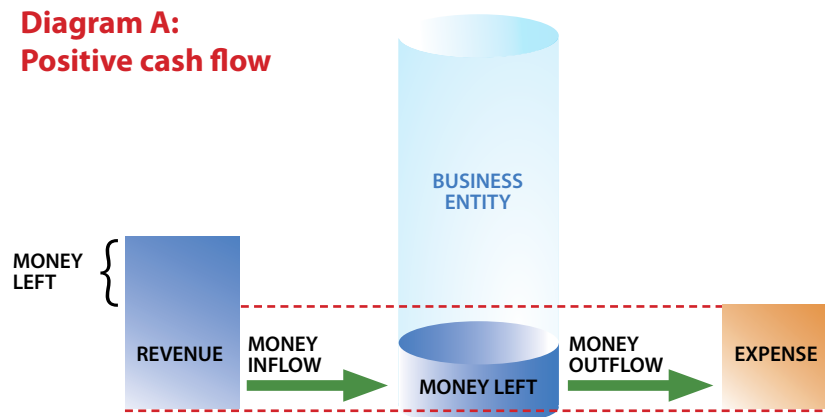 Diagram A:
Positive cash flow
BUSINESS
ENTITY
MONEY
LEFT
REVENUE
MONEY
INFLOW
MONEY LEFT
MONEY
OUTFLOW
EXPENSE